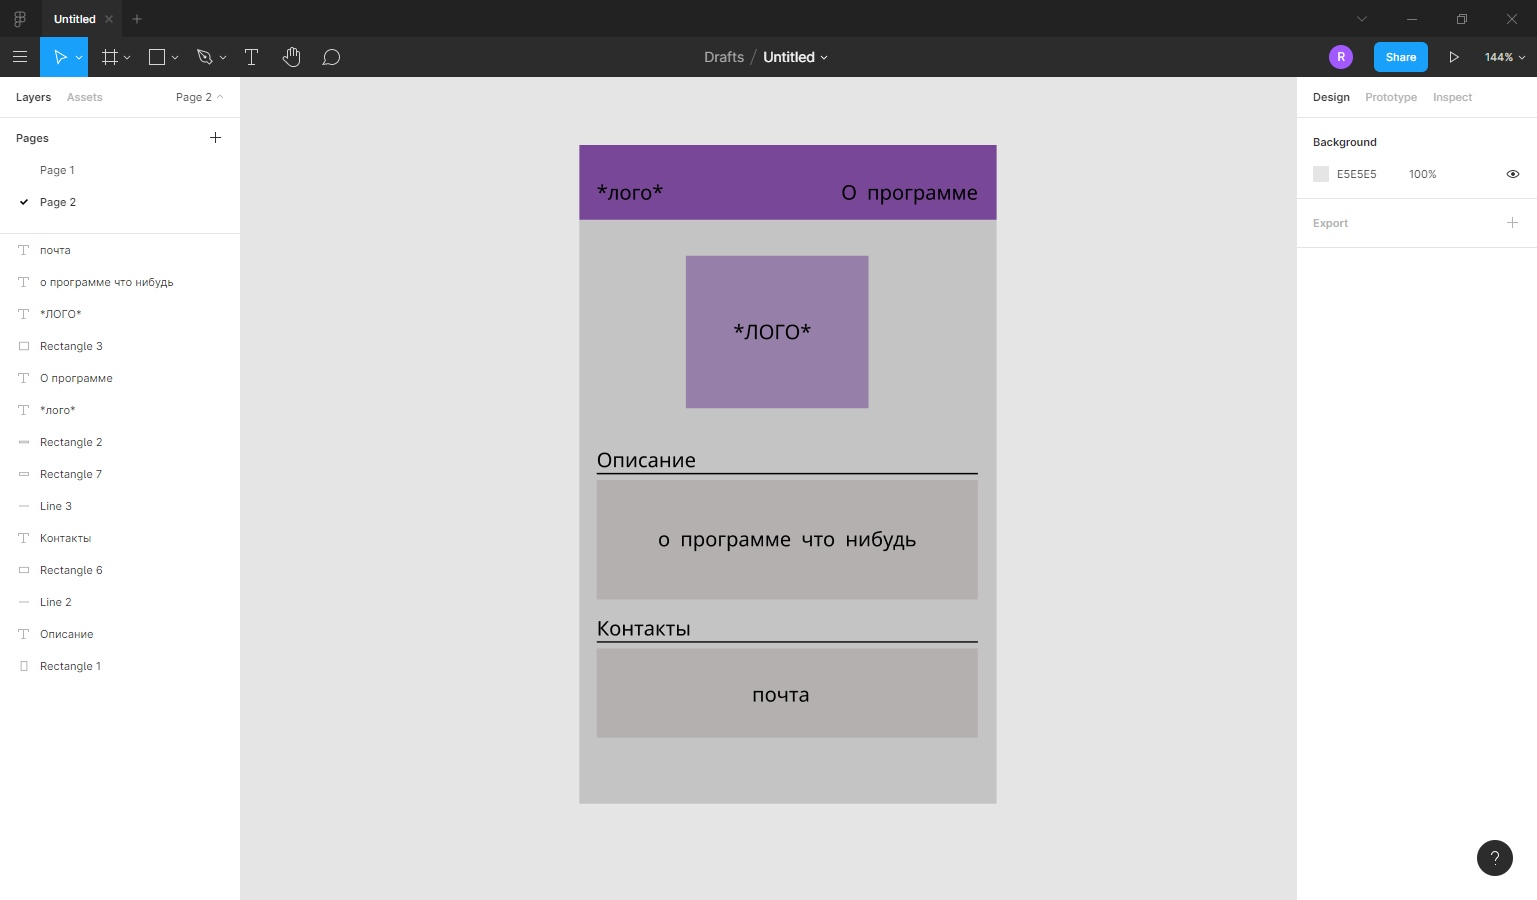 Untitled
Drafts / Untitled
R
Share
144%
Layers Assets Page 2
Pages
Page 1
Page 2
почта
о программе что нибудь
*ЛОГО*
Rectangle 3
О программе
*лого*
Rectangle 2
Rectangle 7
Line 3
Контакты
Rectangle 6
Line 2
Описание
Rectangle 1
*лого* О программе
*ЛОГО*
Описание
о программе что нибудь
Контакты
почта
Design Prototype Inspect
Background
E5E5E5 100%
Export
?